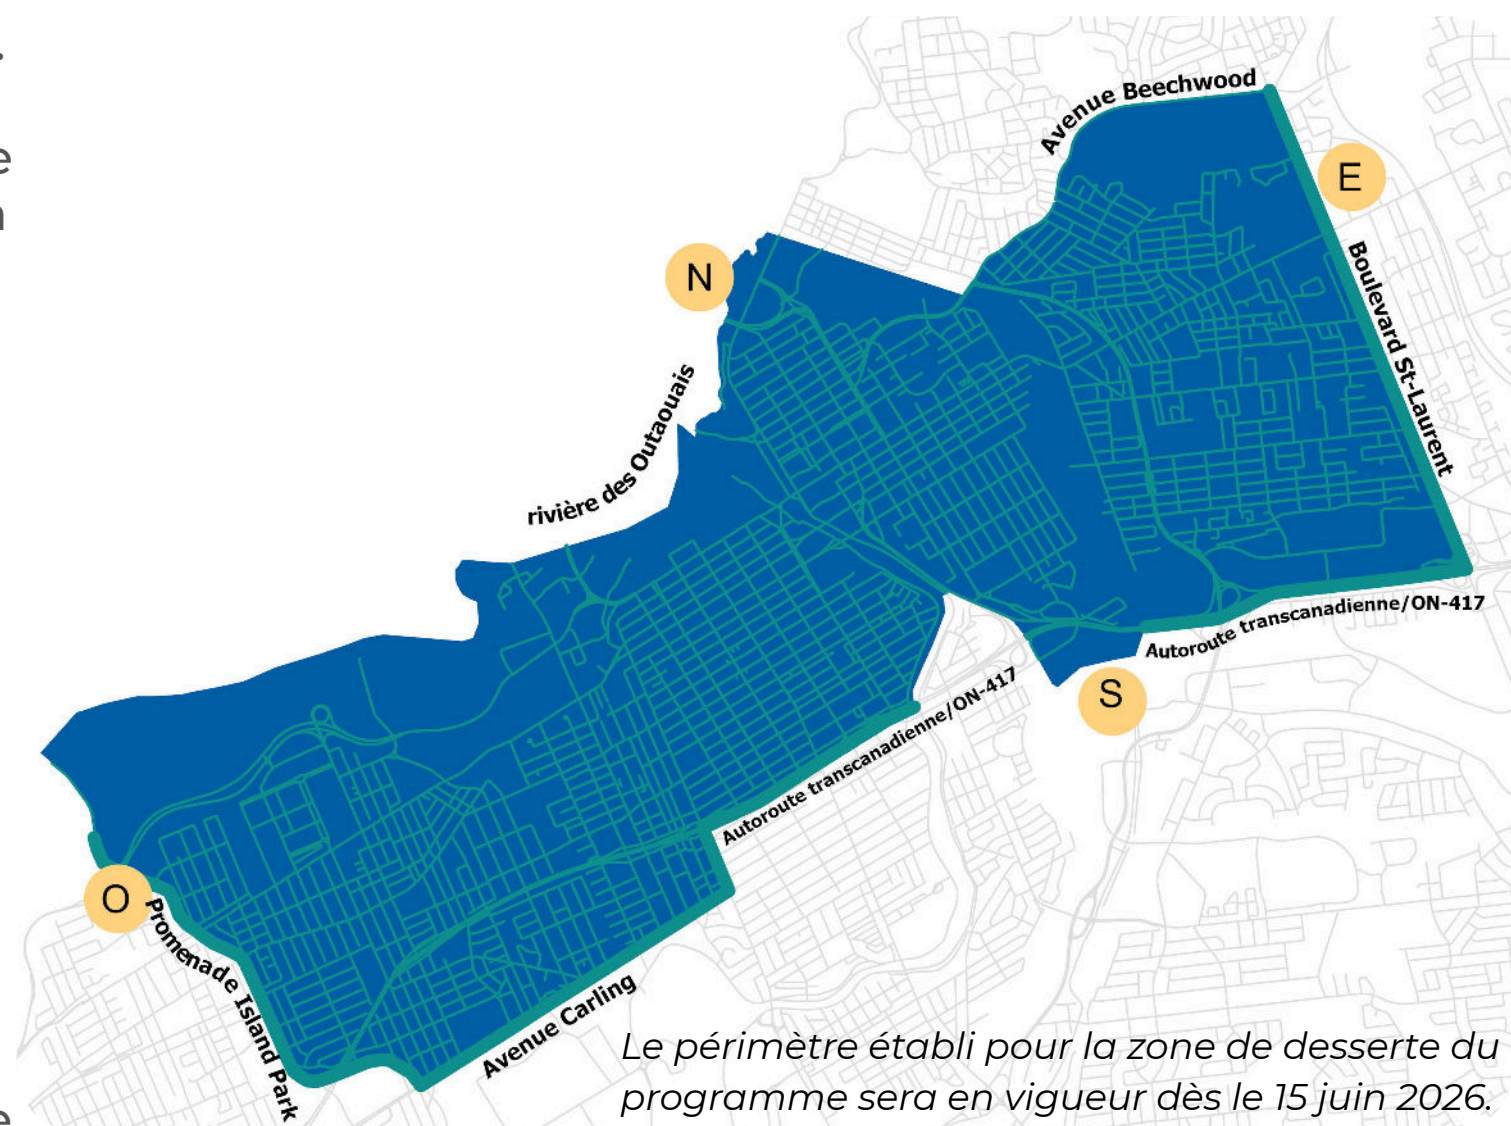 Avenue Beechwood
E
N
Boulevard St-Laurent
rivière des Outaouais
Autoroute transcanadienne/ON-417
S
Autoroute transcanadienne/ON-417
O
Promenade Island Park
Avenue Carling
Le périmètre établi pour la zone de desserte du
programme sera en vigueur dès le 15 juin 2026.